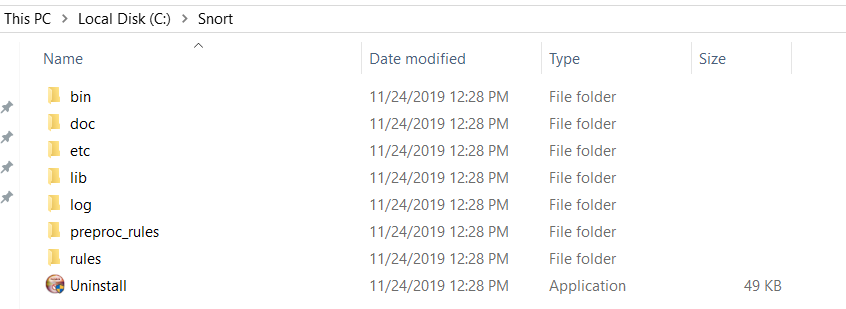 This PC > Local Disk (C:) > Snort
Name Date modified Type Size
bin 11/24/2019 12:28 PM File folder
doc 11/24/2019 12:28 PM File folder
etc 11/24/2019 12:28 PM File folder
lib 11/24/2019 12:28 PM File folder
log 11/24/2019 12:28 PM File folder
preproc_rules 11/24/2019 12:28 PM File folder
rules 11/24/2019 12:28 PM File folder
Uninstall 11/24/2019 12:28 PM Application 49 KB